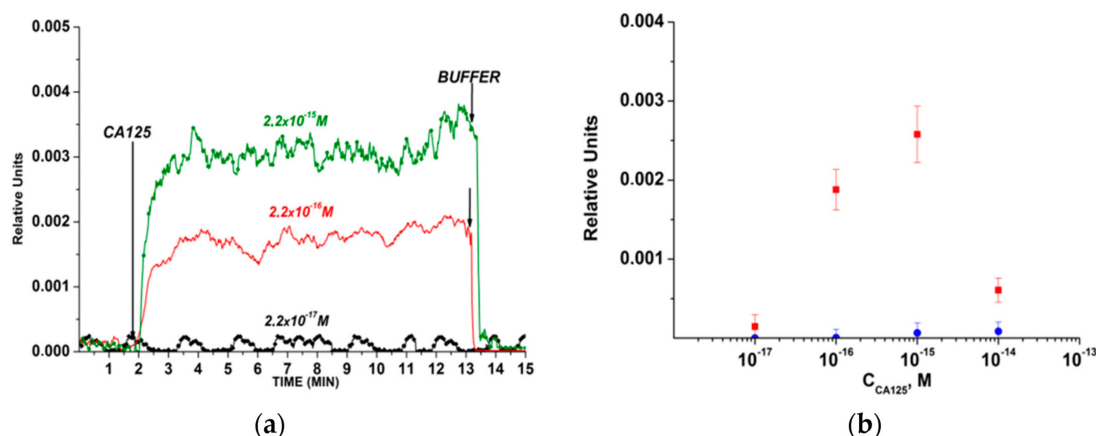 0.005
0.004
0.003
0.002
0.001
0.000
Relative Units
CA125
BUFFER
2.2x10⁻¹⁵M
2.2x10⁻¹⁶M
2.2x10⁻¹⁷M
1 2 3 4 5 6 7 8 9 10 11 12 13 14 15
TIME (MIN)
(a)
0.004
0.003
0.002
0.001
0.000
Relative Units
10⁻¹⁷ 10⁻¹⁶ 10⁻¹⁵ 10⁻¹⁴ 10⁻¹³
C_CA125, M
(b)